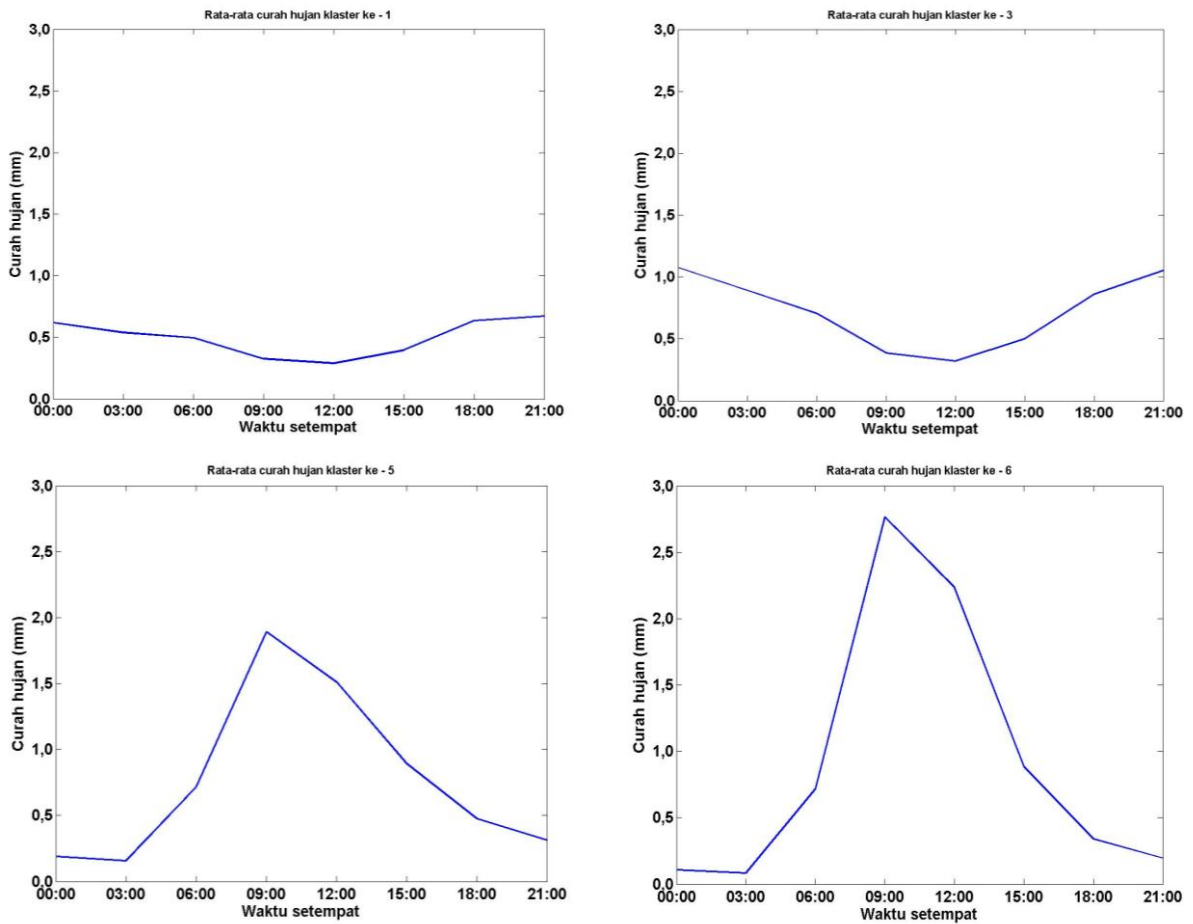 Rata-rata curah hujan klaster ke - 1
3,0
2,5
2,0
1,5
1,0
0,5
0,0
Curah hujan (mm)
00:00 03:00 06:00 09:00 12:00 15:00 18:00 21:00
Waktu setempat
Rata-rata curah hujan klaster ke - 3
3,0
2,5
2,0
1,5
1,0
0,5
0,0
Curah hujan (mm)
00:00 03:00 06:00 09:00 12:00 15:00 18:00 21:00
Waktu setempat
Rata-rata curah hujan klaster ke - 5
3,0
2,5
2,0
1,5
1,0
0,5
0,0
Curah hujan (mm)
00:00 03:00 06:00 09:00 12:00 15:00 18:00 21:00
Waktu setempat
Rata-rata curah hujan klaster ke - 6
3,0
2,5
2,0
1,5
1,0
0,5
0,0
Curah hujan (mm)
00:00 03:00 06:00 09:00 12:00 15:00 18:00 21:00
Waktu setempat